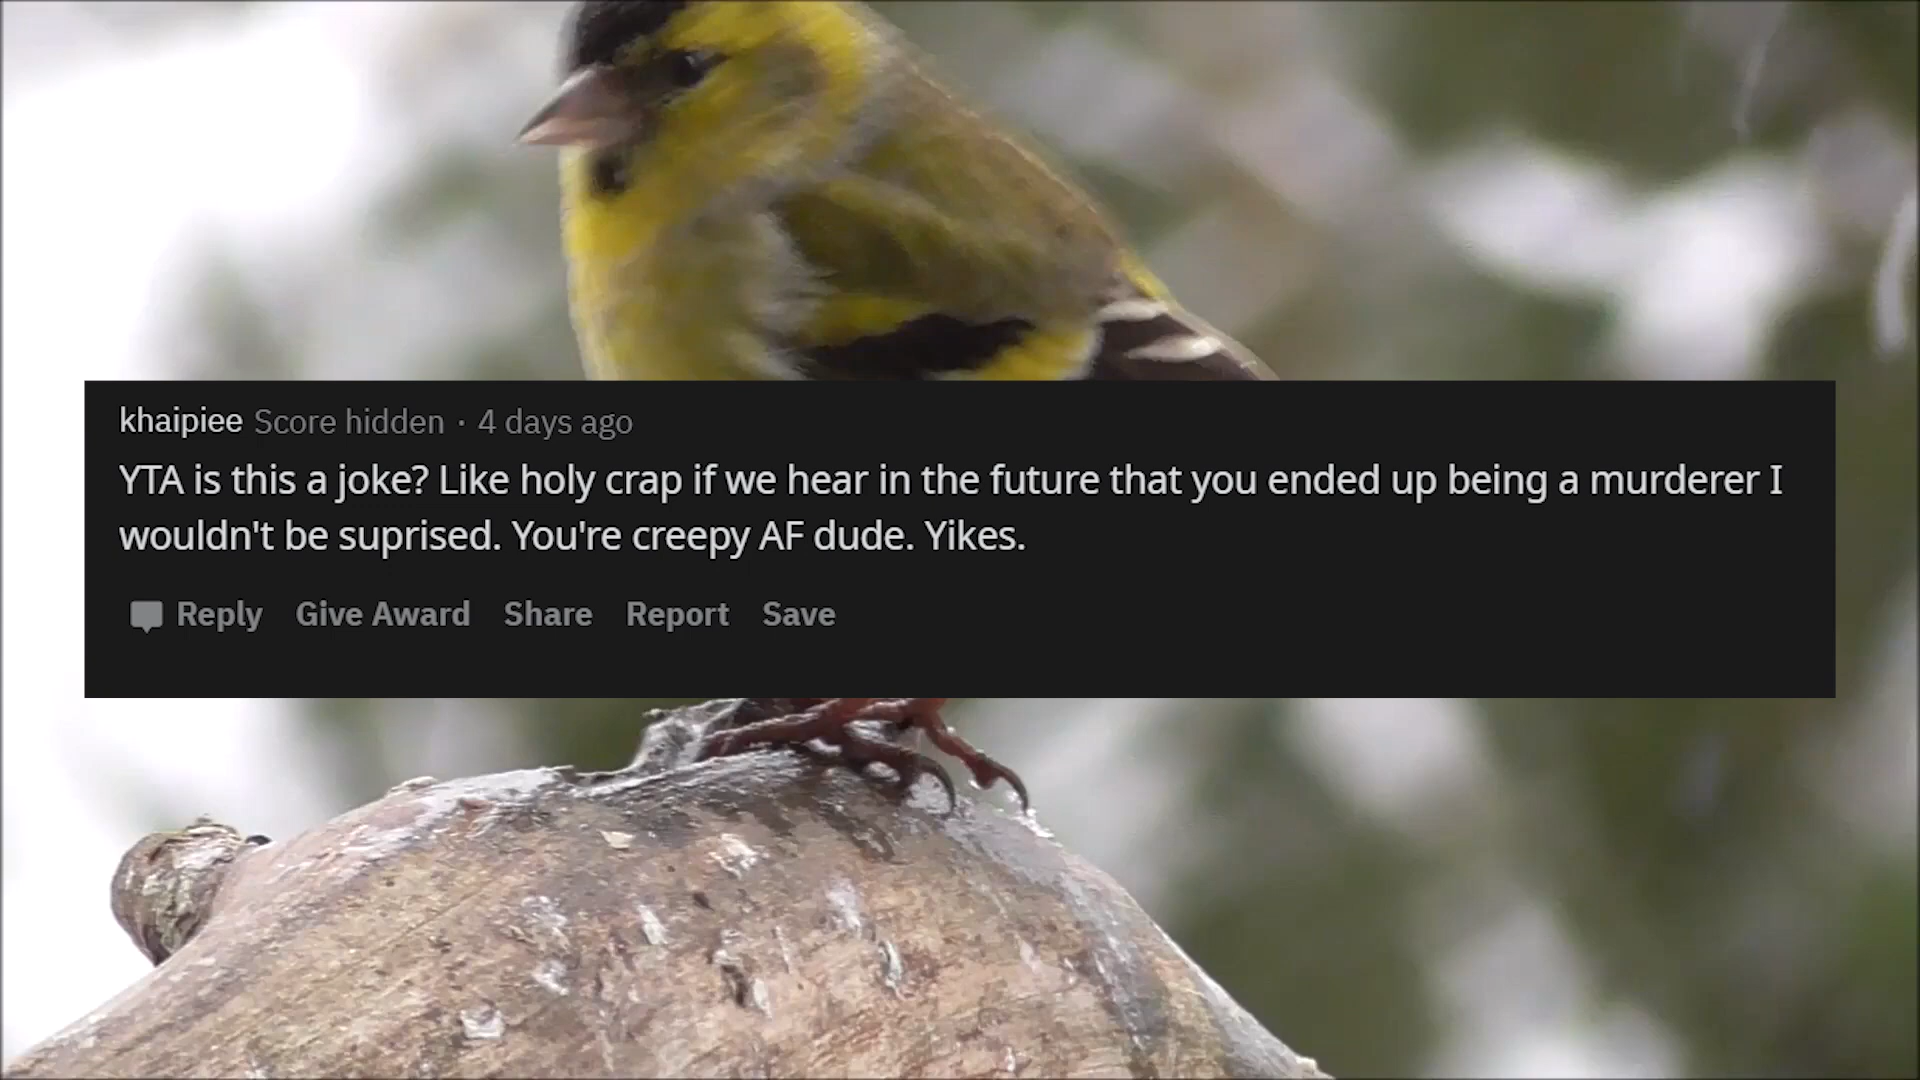 khaipiee Score hidden · 4 days ago
YTA is this a joke? Like holy crap if we hear in the future that you ended up being a murderer I
wouldn't be suprised. You're creepy AF dude. Yikes.
Reply Give Award Share Report Save